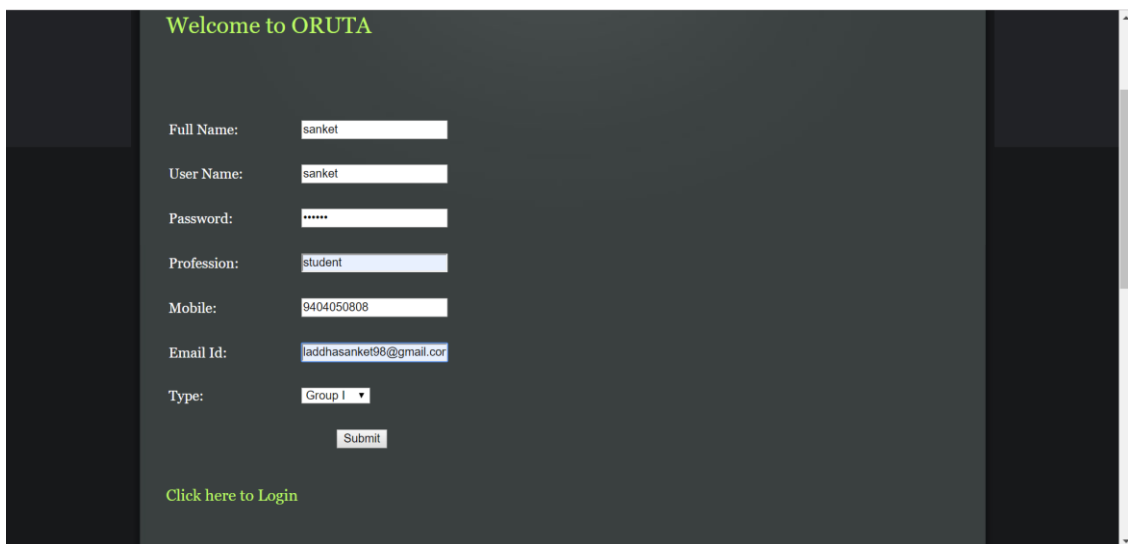 Welcome to ORUTA
Full Name: sanket
User Name: sanket
Password: ••••••
Profession: student
Mobile: 9404050808
Email Id: laddhasanket98@gmail.cor
Type: Group I
Submit
Click here to Login